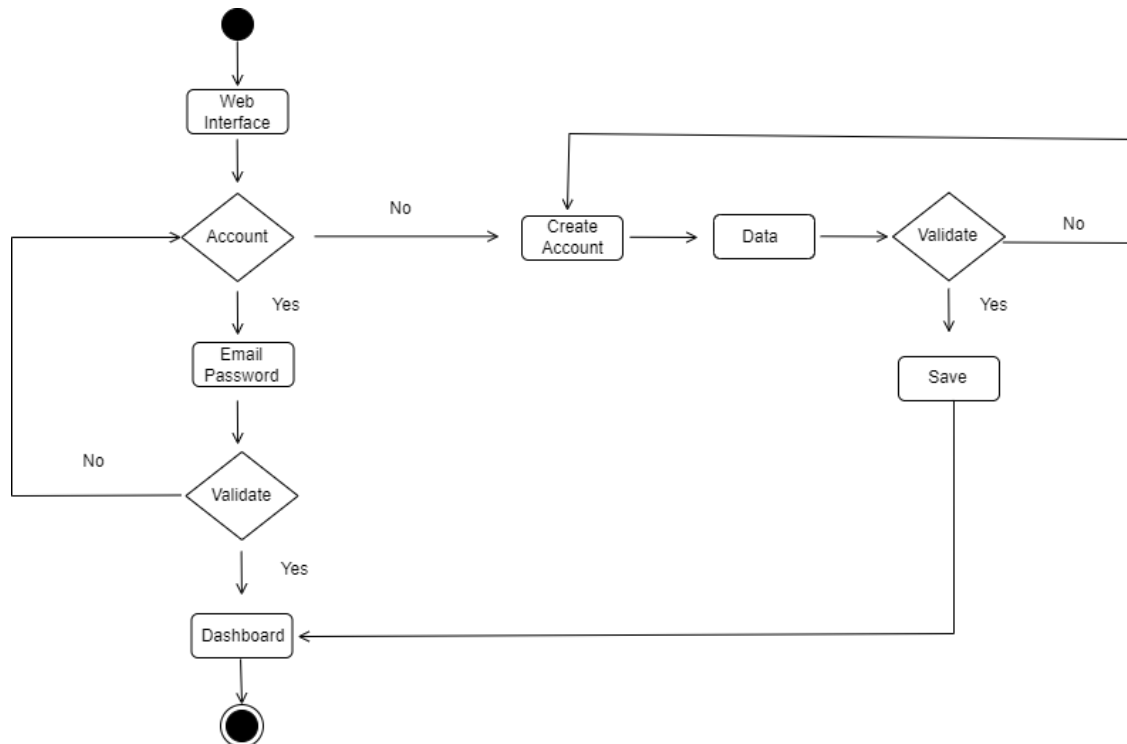 Web
Interface
Account
No
Create
Account
Data
Validate
No
Yes
Yes
Email
Password
Save
No
Validate
Yes
Dashboard